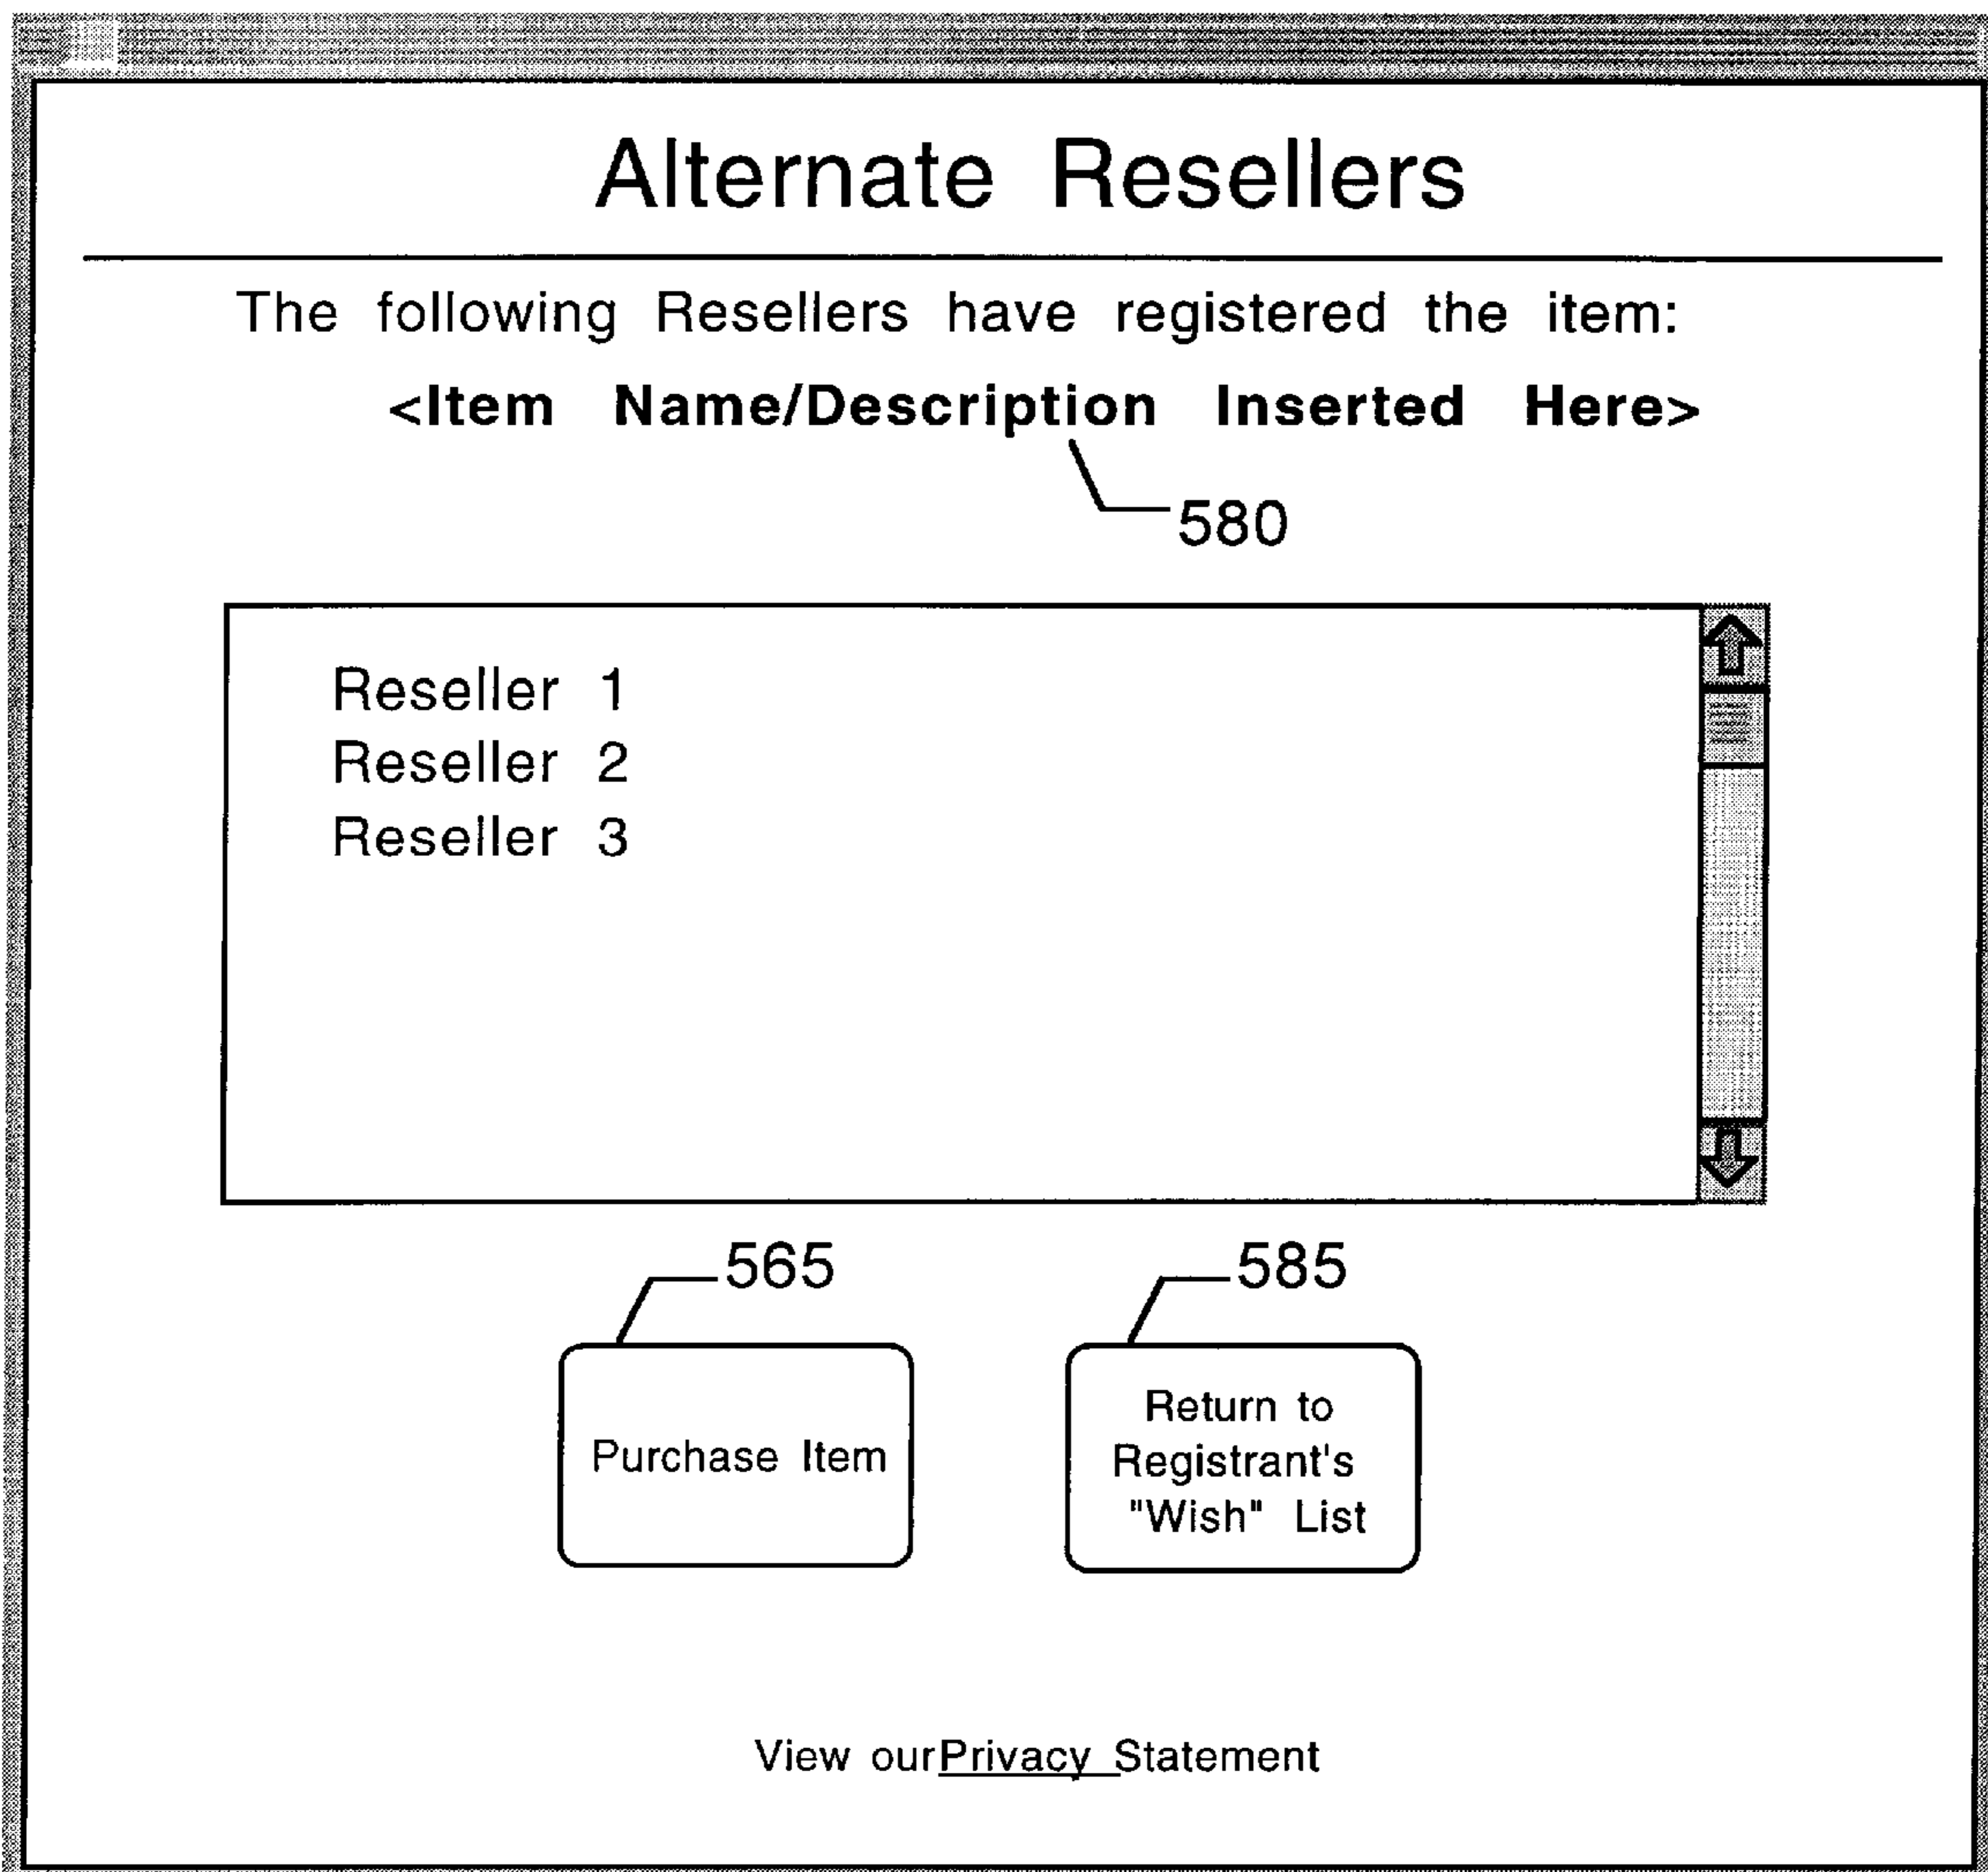 Alternate Resellers
The following Resellers have registered the item:
<Item Name/Description Inserted Here>
580
Reseller 1
Reseller 2
Reseller 3
565
585
Purchase Item
Return to
Registrant's
"Wish" List
View our Privacy Statement